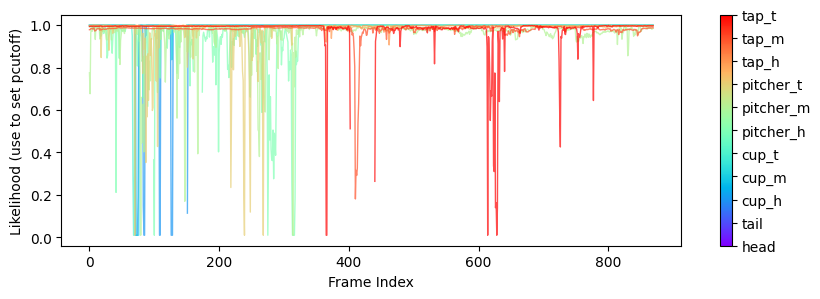 Likelihood (use to set pcutoff)
1.0
0.8
0.6
0.4
0.2
0.0
0
200
400
600
800
Frame Index
tap_t
tap_m
tap_h
pitcher_t
pitcher_m
pitcher_h
cup_t
cup_m
cup_h
tail
head